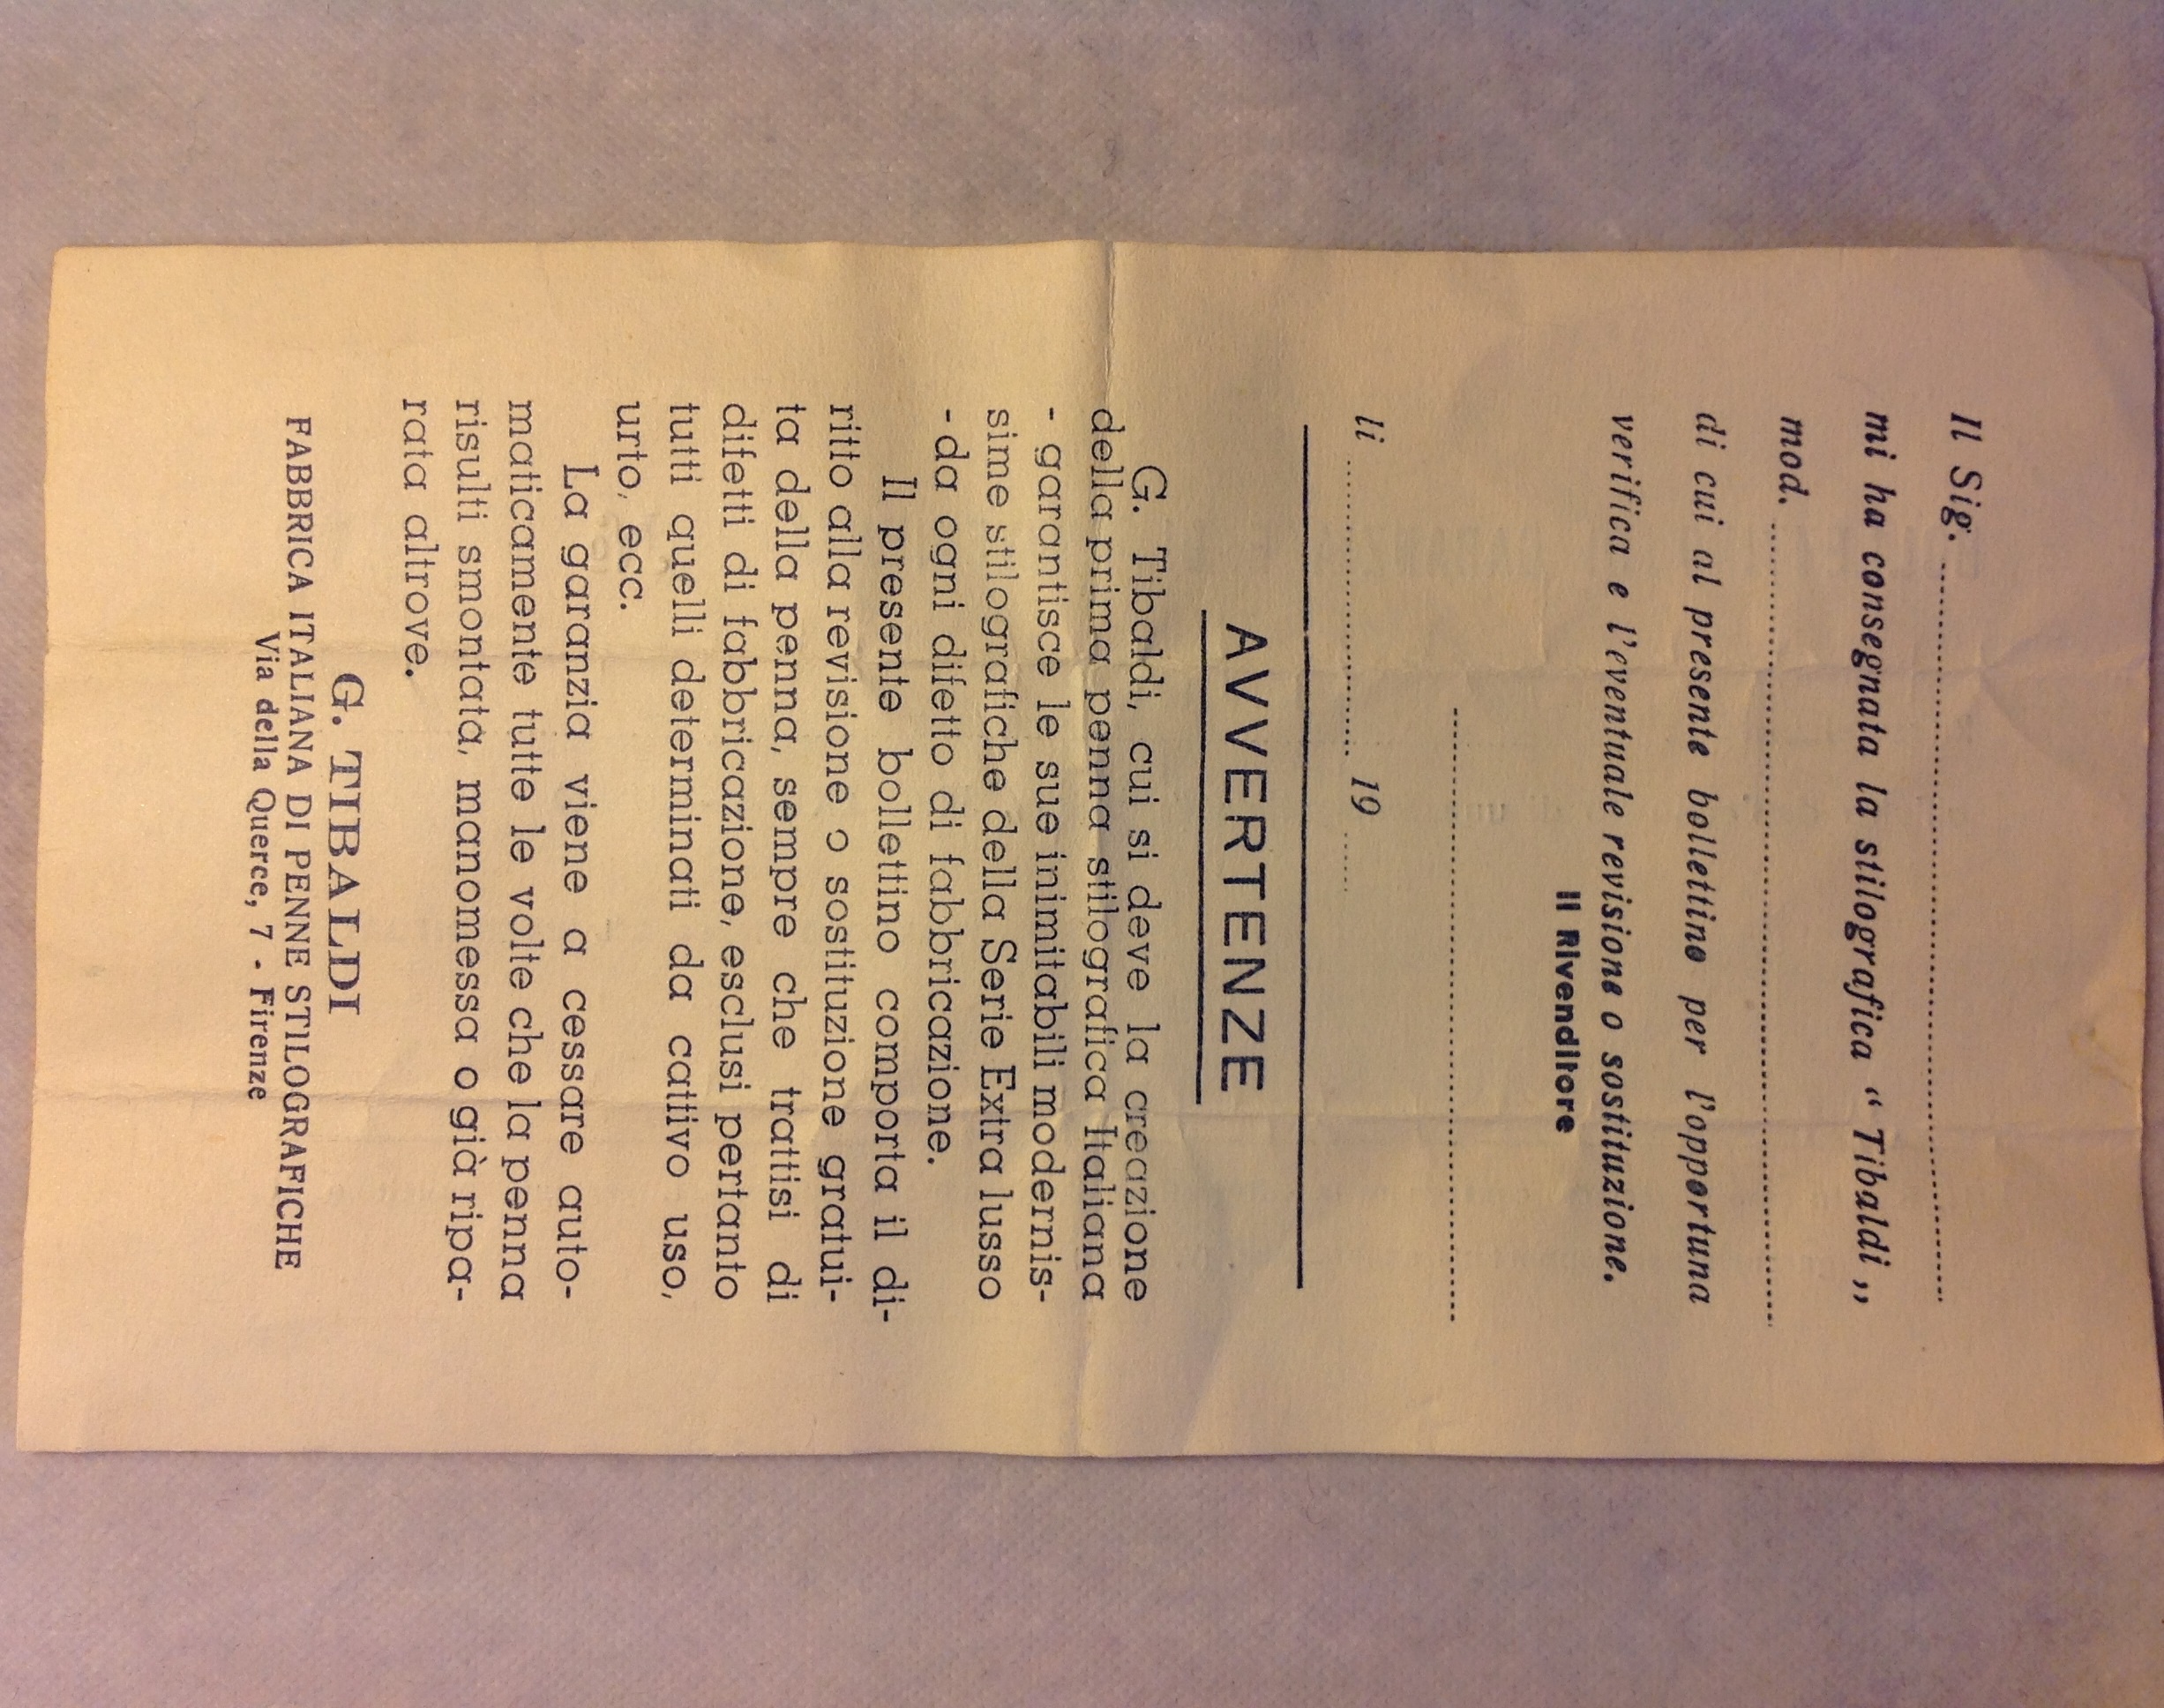 Il Sig. ........................................
mi ha consegnata la stilografica “ Tibaldi ,,
mod. ........................................
di cui al presente bollettino per l'opportuna
verifica e l'eventuale revisione o sostituzione.
Il Rivenditore
........................................
li .................... 19 ....
AVVERTENZE
G. Tibaldi, cui si deve la creazione
della prima penna stilografica Italiana
- garantisce le sue inimitabili modernis-
sime stilografiche della Serie Extra lusso
- da ogni difetto di fabbricazione.
Il presente bollettino comporta il di-
ritto alla revisione o sostituzione gratui-
ta della penna, sempre che trattisi di
difetti di fabbricazione, esclusi pertanto
tutti quelli determinati da cattivo uso,
urto, ecc.
La garanzia viene a cessare auto-
maticamente tutte le volte che la penna
risulti smontata, manomessa o già ripa-
rata altrove.
G. TIBALDI
FABBRICA ITALIANA DI PENNE STILOGRAFICHE
Via della Querce, 7 - Firenze